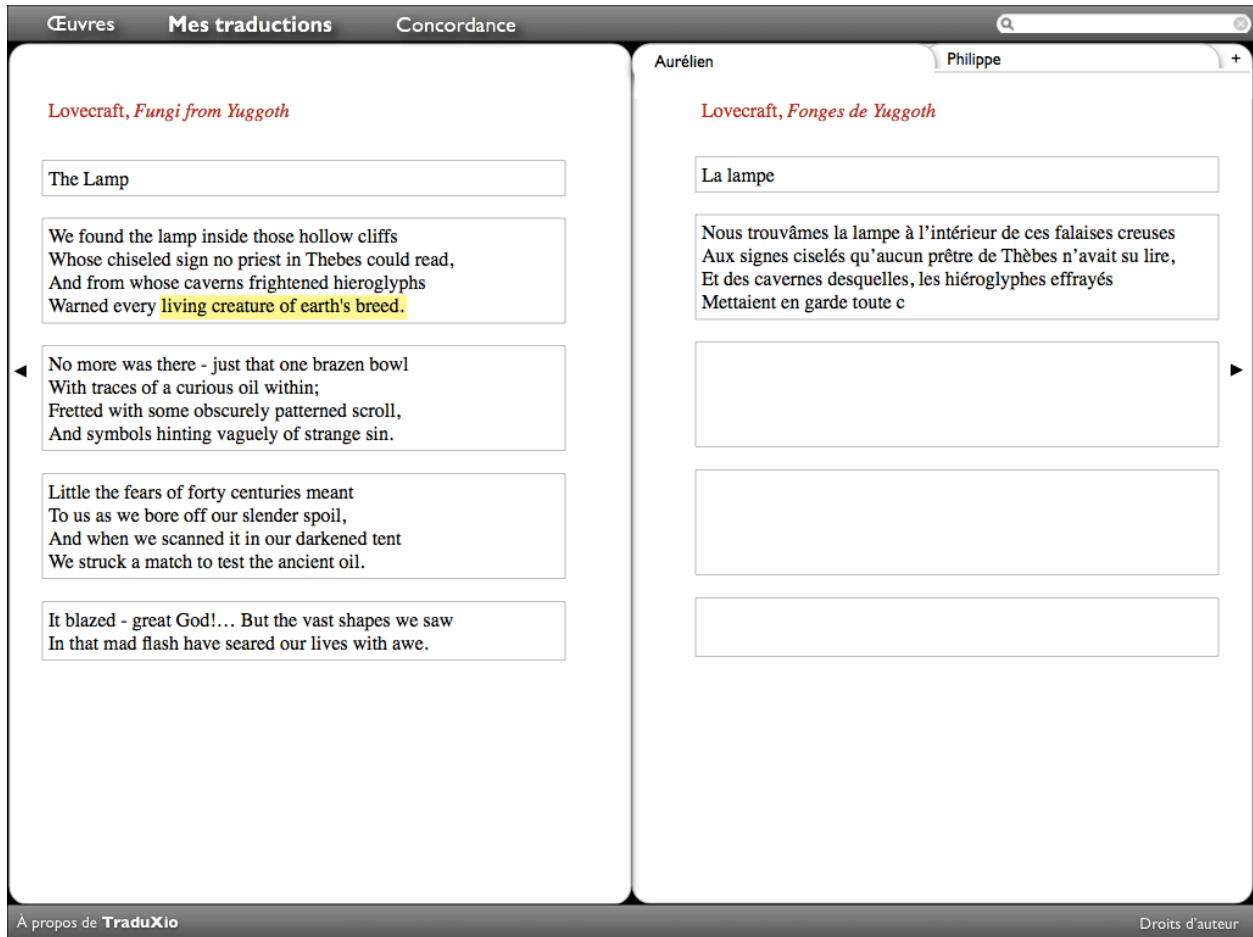 Œuvres Mes traductions Concordance
Aurélien Philippe +
Lovecraft, Fungi from Yuggoth
The Lamp
We found the lamp inside those hollow cliffs
Whose chiseled sign no priest in Thebes could read,
And from whose caverns frightened hieroglyphs
Warned every living creature of earth's breed.
No more was there - just that one brazen bowl
With traces of a curious oil within;
Fretted with some obscurely patterned scroll,
And symbols hinting vaguely of strange sin.
Little the fears of forty centuries meant
To us as we bore off our slender spoil,
And when we scanned it in our darkened tent
We struck a match to test the ancient oil.
It blazed - great God!... But the vast shapes we saw
In that mad flash have seared our lives with awe.
Lovecraft, Fonges de Yuggoth
La lampe
Nous trouvâmes la lampe à l’intérieur de ces falaises creuses
Aux signes ciselés qu’aucun prêtre de Thèbes n’avait su lire,
Et des cavernes desquelles, les hiéroglyphes effrayés
Mettaient en garde toute c
À propos de TraduXio
Droits d’auteur